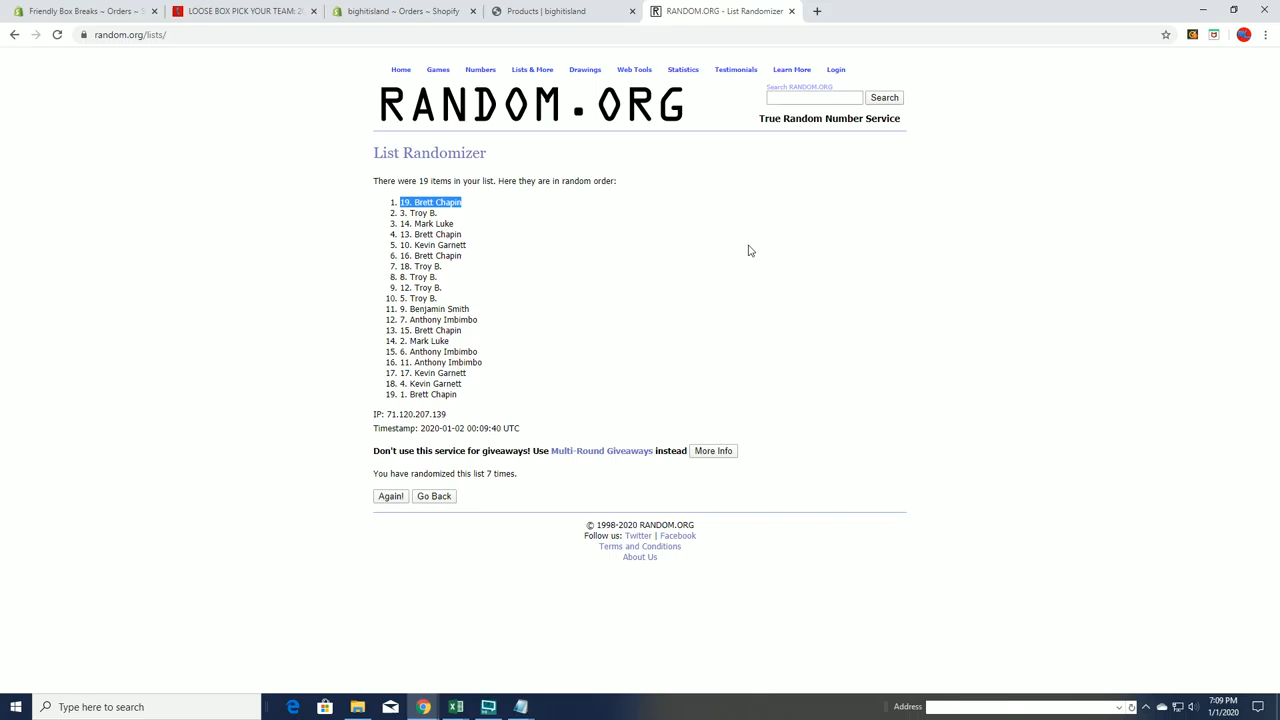 Friendly Box Breaks ~ Orders ~ S
LOOSE BOX PICK YOUR TEAM: 20
bighitisland ~ Orders ~ Shopify
Products | bighitisland
RANDOM.ORG - List Randomizer
random.org/lists/
Home Games Numbers Lists & More Drawings Web Tools Statistics Testimonials Learn More Login
RANDOM.ORG
Search RANDOM.ORG
Search
True Random Number Service
List Randomizer
There were 19 items in your list. Here they are in random order:
1. 19. Brett Chapin
2. 3. Troy B.
3. 14. Mark Luke
4. 13. Brett Chapin
5. 10. Kevin Garnett
6. 16. Brett Chapin
7. 18. Troy B.
8. 8. Troy B.
9. 12. Troy B.
10. 5. Troy B.
11. 9. Benjamin Smith
12. 7. Anthony Imbimbo
13. 15. Brett Chapin
14. 2. Mark Luke
15. 6. Anthony Imbimbo
16. 11. Anthony Imbimbo
17. 17. Kevin Garnett
18. 4. Kevin Garnett
19. 1. Brett Chapin
IP: 71.120.207.139
Timestamp: 2020-01-02 00:09:40 UTC
Don't use this service for giveaways! Use Multi-Round Giveaways instead More Info
You have randomized this list 7 times.
Again! Go Back
© 1998-2020 RANDOM.ORG
Follow us: Twitter | Facebook
Terms and Conditions
About Us
Type here to search
Address
7:09 PM
1/1/2020